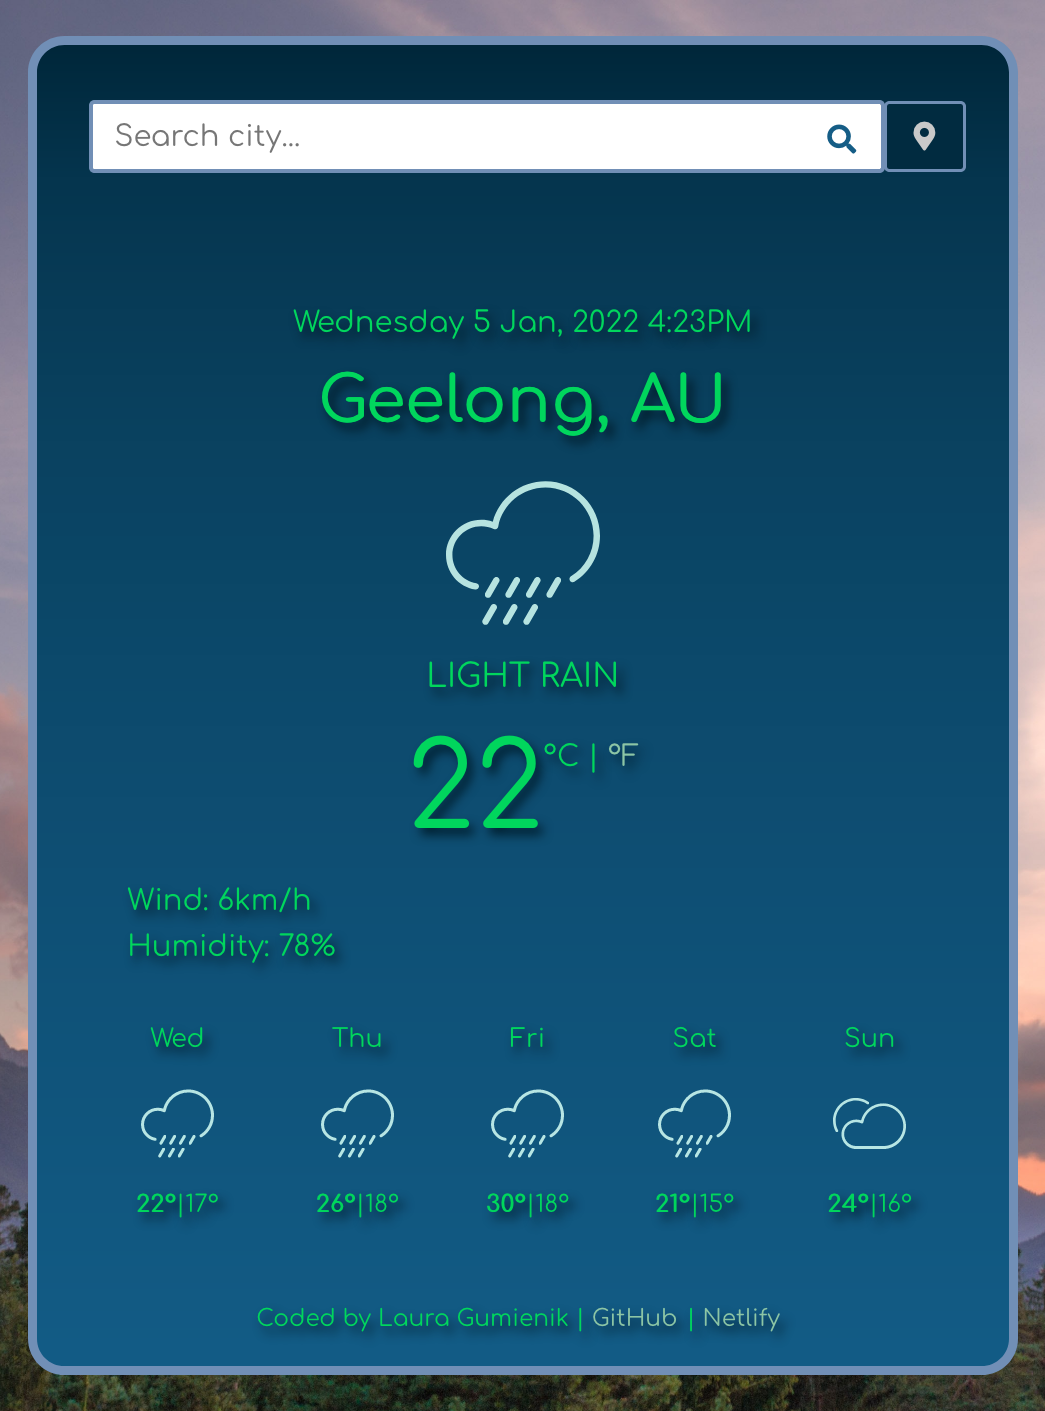 Search city...
Wednesday 5 Jan, 2022 4:23PM
Geelong, AU
LIGHT RAIN
22°C | °F
Wind: 6km/h
Humidity: 78%
Wed Thu Fri Sat Sun
22°|17° 26°|18° 30°|18° 21°|15° 24°|16°
Coded by Laura Gumienik | GitHub | Netlify